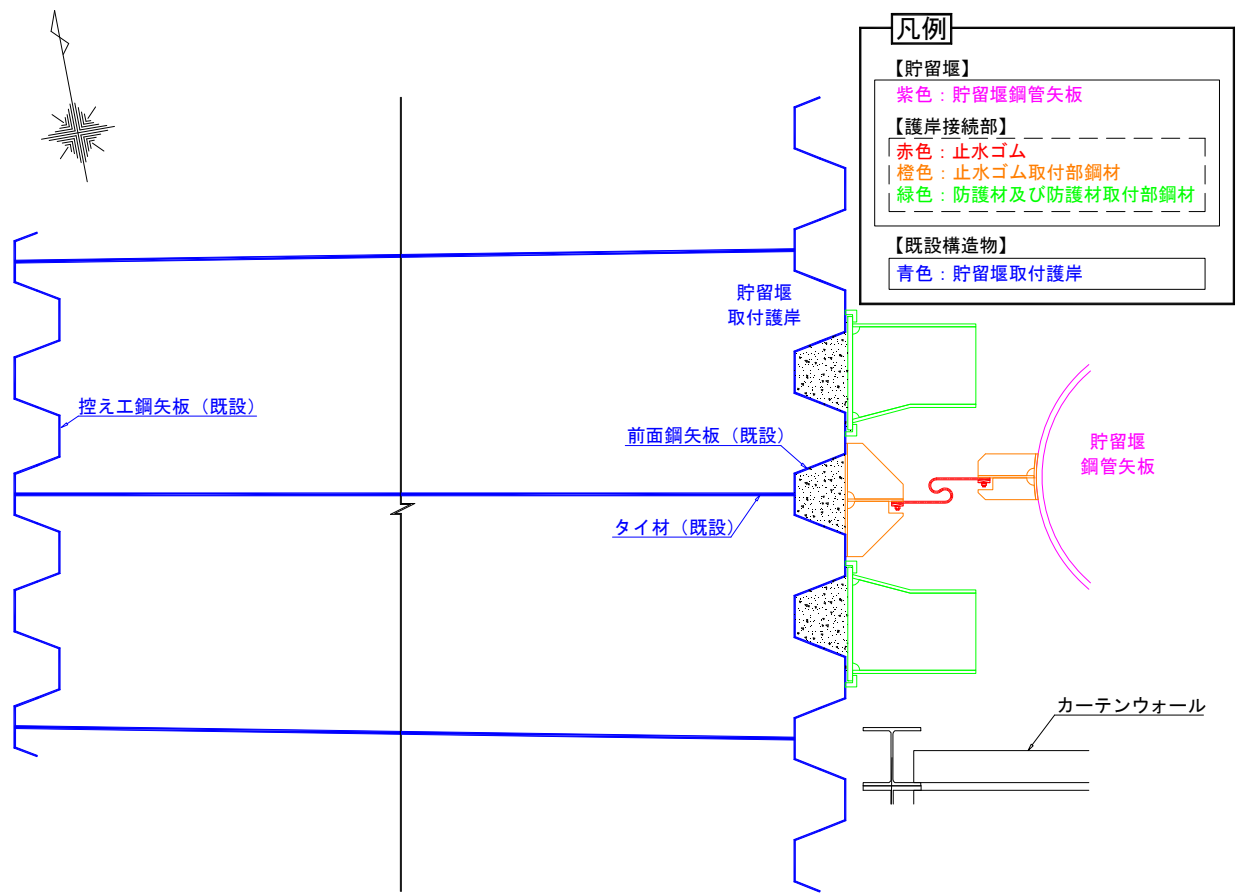 凡例
【貯留堰】
紫色：貯留堰鋼管矢板
【護岸接続部】
赤色：止水ゴム
橙色：止水ゴム取付部鋼材
緑色：防護材及び防護材取付部鋼材
【既設構造物】
青色：貯留堰取付護岸
貯留堰
取付護岸
控え工鋼矢板（既設）
前面鋼矢板（既設）
貯留堰
鋼管矢板
タイ材（既設）
カーテンウォール